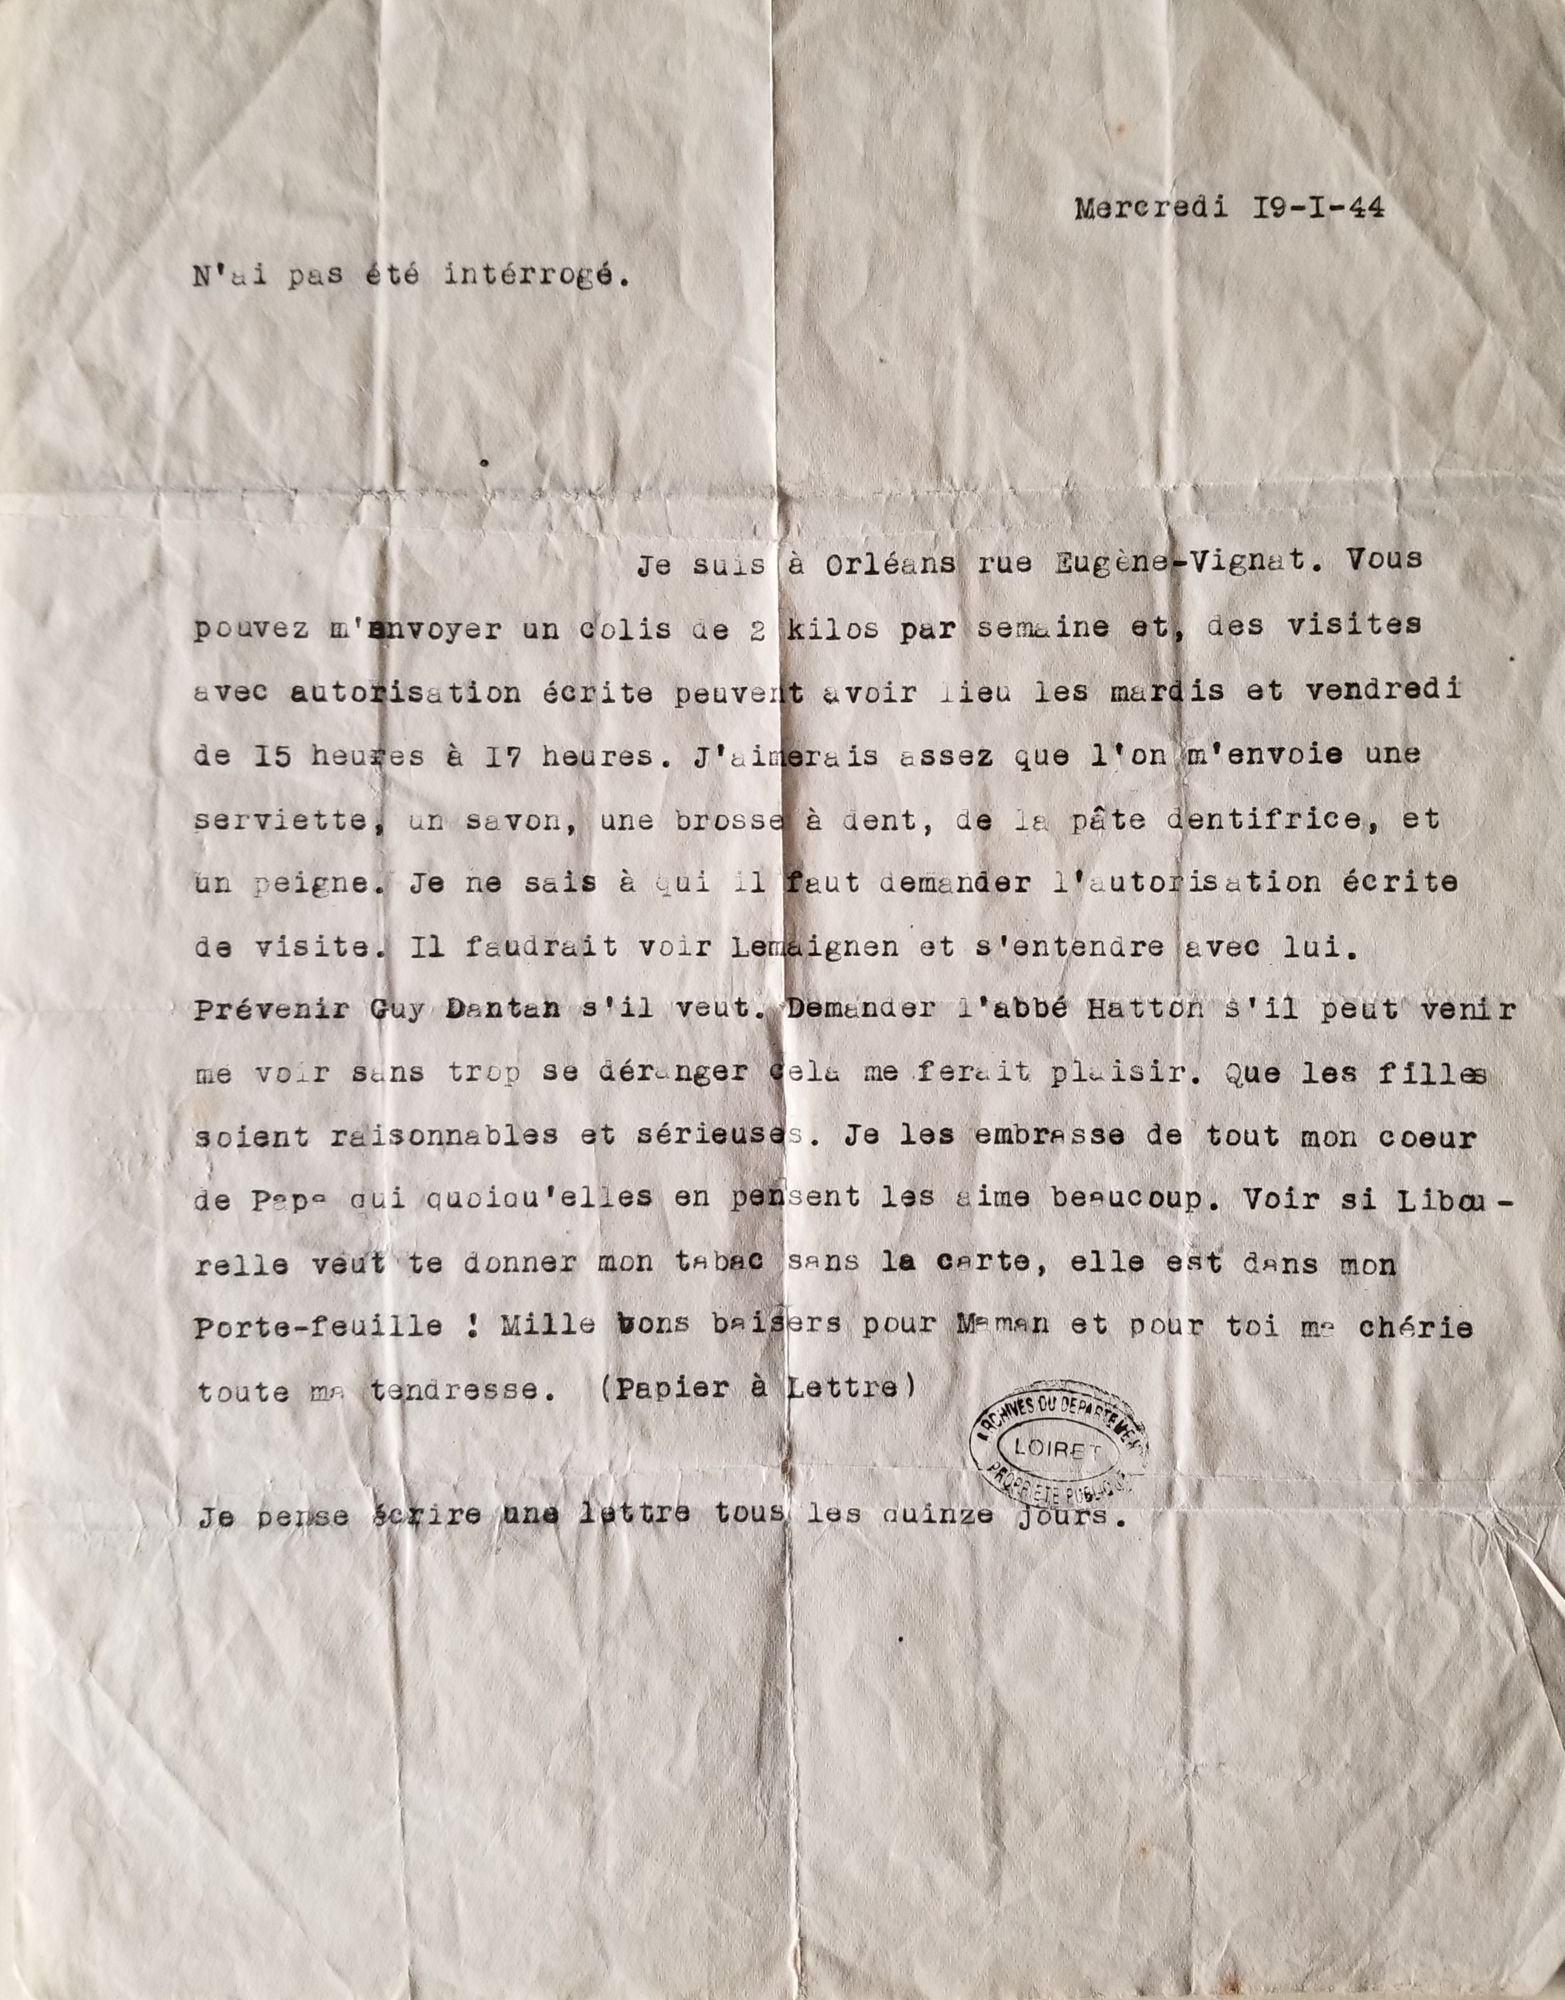 Mercredi I9-I-44
N'ai pas été intérrogé.
Je suis à Orléans rue Eugène-Vignat. Vous
pouvez m'envoyer un colis de 2 kilos par semaine et, des visites
avec autorisation écrite peuvent avoir lieu les mardis et vendredi
de I5 heures à I7 heures. J'aimerais assez que l'on m'envoie une
serviette, un savon, une brosse à dent, de la pâte dentifrice, et
un peigne. Je ne sais à qui il faut demander l'autorisation écrite
de visite. Il faudrait voir Lemaignen et s'entendre avec lui.
Prévenir Guy Dantan s'il veut. Demander l'abbé Hatton s'il peut venir
me voir sans trop se déranger cela me ferait plaisir. Que les filles
soient raisonnables et sérieuses. Je les embrasse de tout mon coeur
de Papa qui quoiqu'elles en pensent les aime beaucoup. Voir si Libou-
relle veut te donner mon tabac sans la carte, elle est dans mon
Porte-feuille ! Mille bons baisers pour Maman et pour toi ma chérie
toute ma tendresse. (Papier à Lettre)
ARCHIVES DU DEPARTEMENT
LOIRET
PROPRIETE PUBLIQUE
Je pense écrire une lettre tous les quinze jours.